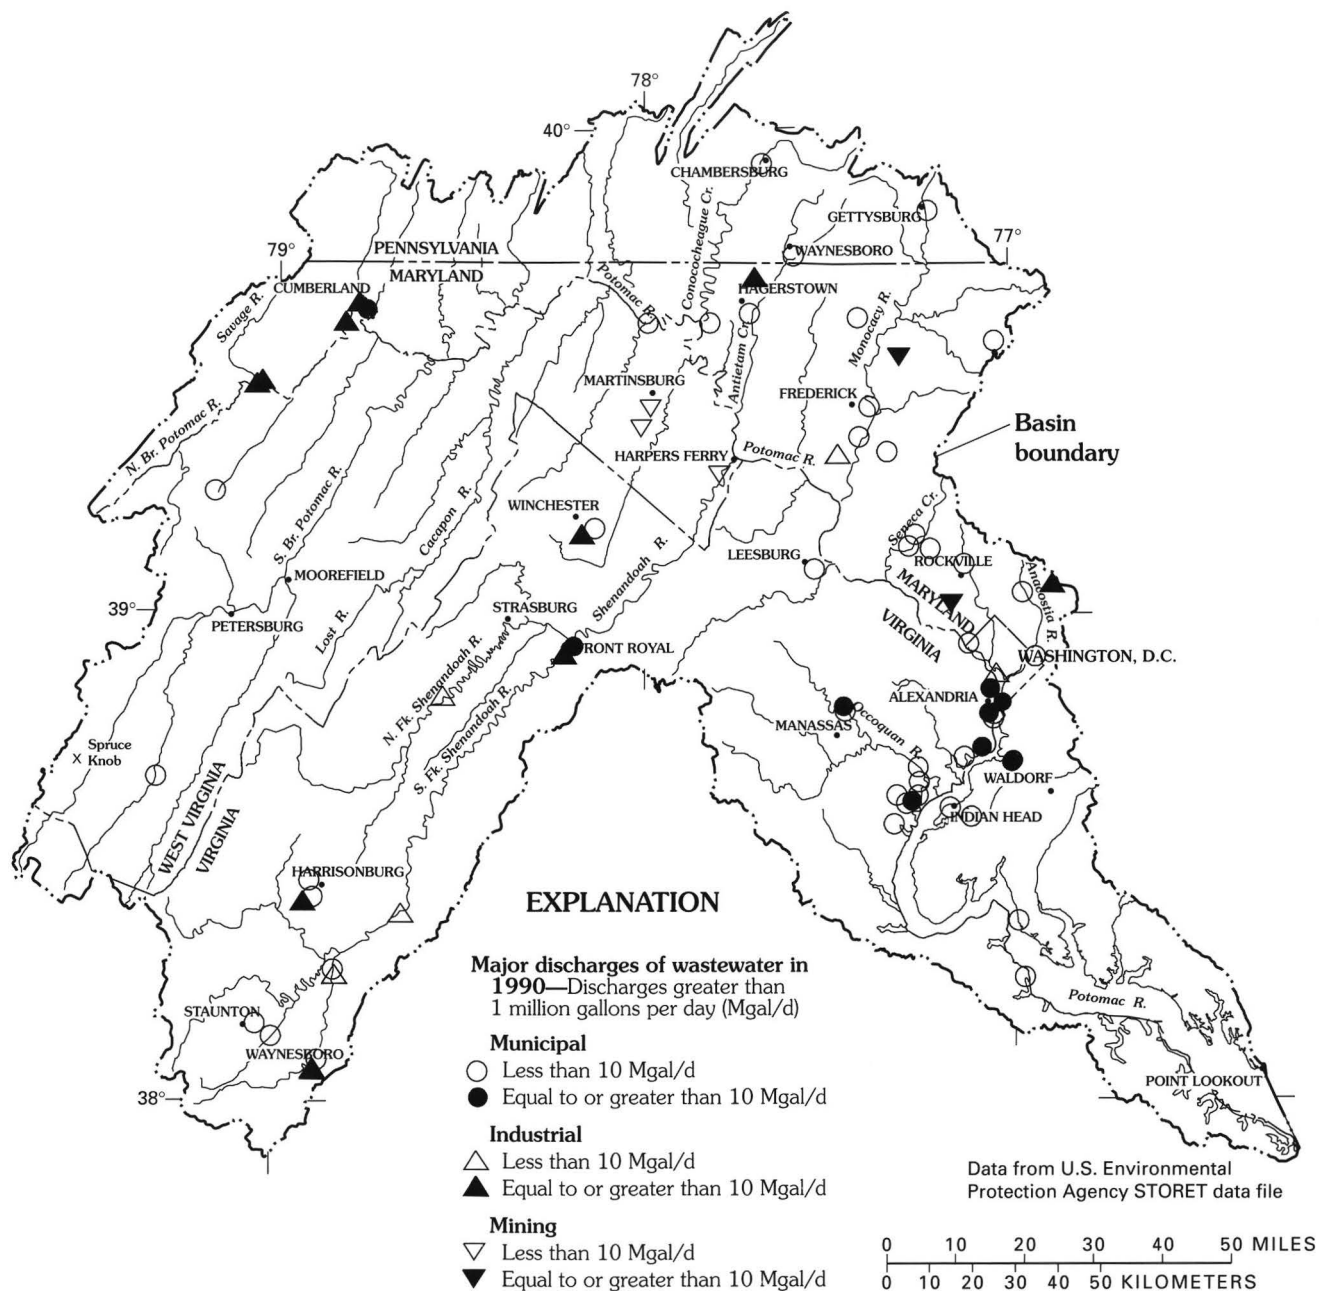 78°
40°
CHAMBERSBURG
Conococheague Cr.
GETTYSBURG
79°
77°
PENNSYLVANIA
WAYNESBORO
MARYLAND
CUMBERLAND
Potomac R.
HAGERSTOWN
Savage R.
Antietam Cr.
Monocacy R.
MARTINSBURG
FREDERICK
N. Br. Potomac R.
Basin
boundary
HARPERS FERRY
Potomac R.
S. Br. Potomac R.
Cacapon R.
WINCHESTER
Seneca Cr.
LEESBURG
ROCKVILLE
Shenandoah R.
MOOREFIELD
MARYLAND
Anacostia R.
39°
STRASBURG
PETERSBURG
Lost R.
VIRGINIA
RONT ROYAL
WASHINGTON, D.C.
N. Fk. Shenandoah R.
ALEXANDRIA
S. Fk. Shenandoah R.
MANASSAS
Occoquan R.
x Spruce
Knob
WALDORF
INDIAN HEAD
WEST VIRGINIA
VIRGINIA
HARRISONBURG
EXPLANATION
Major discharges of wastewater in
1990—Discharges greater than
1 million gallons per day (Mgal/d)
STAUNTON
Potomac R.
WAYNESBORO
Municipal
Less than 10 Mgal/d
Equal to or greater than 10 Mgal/d
38°
POINT LOOKOUT
Industrial
Less than 10 Mgal/d
Equal to or greater than 10 Mgal/d
Data from U.S. Environmental
Protection Agency STORET data file
Mining
Less than 10 Mgal/d
Equal to or greater than 10 Mgal/d
0 10 20 30 40 50 MILES
0 10 20 30 40 50 KILOMETERS